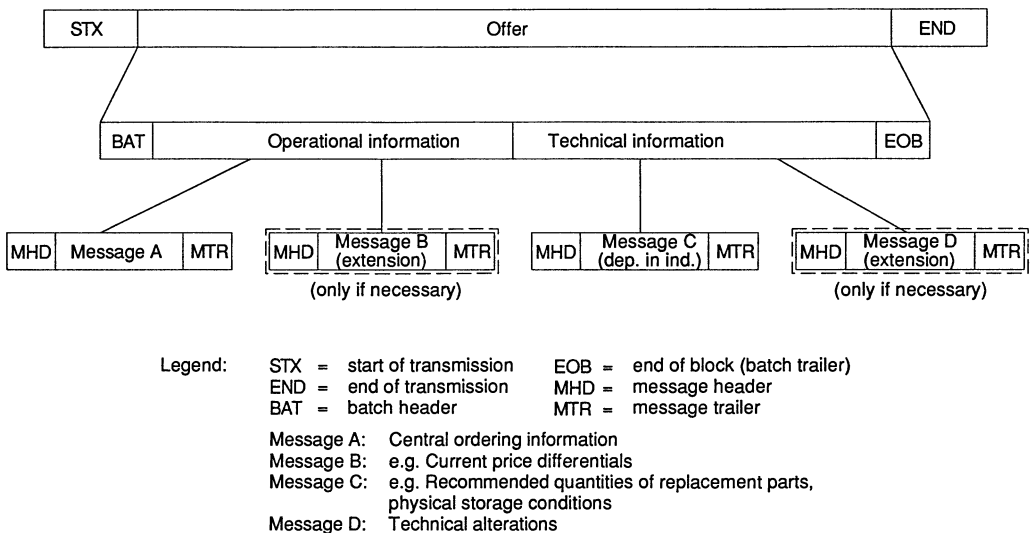 STX Offer END
BAT Operational information Technical information EOB
MHD Message A MTR
MHD Message B (extension) MTR
MHD Message C (dep. in ind.) MTR
MHD Message D (extension) MTR
(only if necessary) (only if necessary)
Legend: STX = start of transmission EOB = end of block (batch trailer)
END = end of transmission MHD = message header
BAT = batch header MTR = message trailer
Message A: Central ordering information
Message B: e.g. Current price differentials
Message C: e.g. Recommended quantities of replacement parts,
physical storage conditions
Message D: Technical alterations